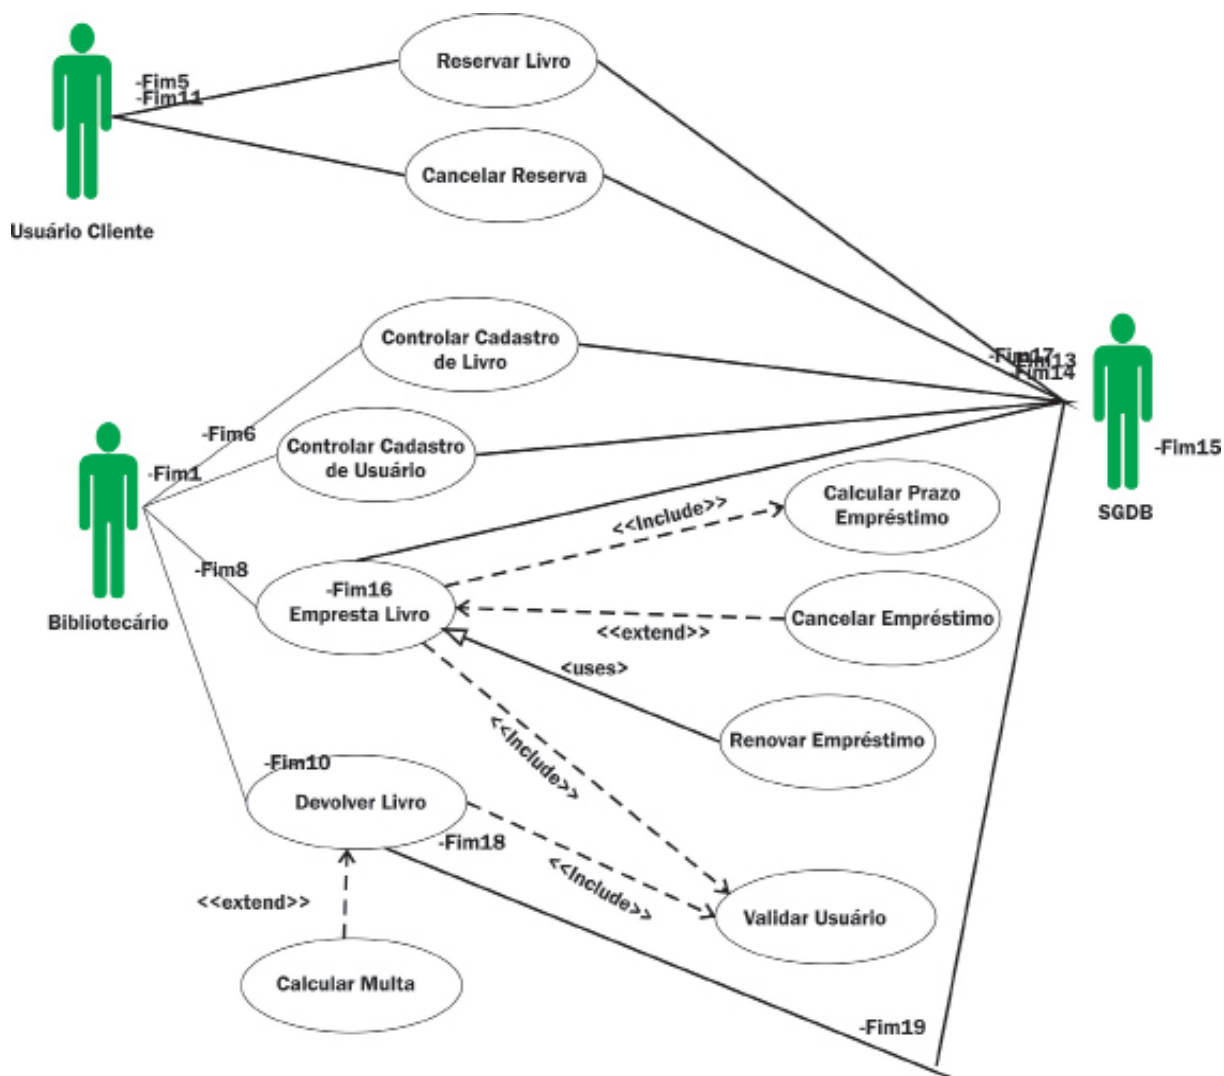 Reservar Livro
-Fim5
-Fim11
Cancelar Reserva
Usuário Cliente
Controlar Cadastro
de Livro
-Fim17
-Fim13
-Fim14
-Fim6
Controlar Cadastro
de Usuário
-Fim1
-Fim15
SGDB
Calcular Prazo
Empréstimo
<<Include>>
-Fim8
-Fim16
Empresta Livro
Bibliotecário
Cancelar Empréstimo
<<extend>>
<uses>
Renovar Empréstimo
<<Include>>
-Fim10
Devolver Livro
-Fim18
<<Include>>
<<extend>>
Validar Usuário
Calcular Multa
-Fim19